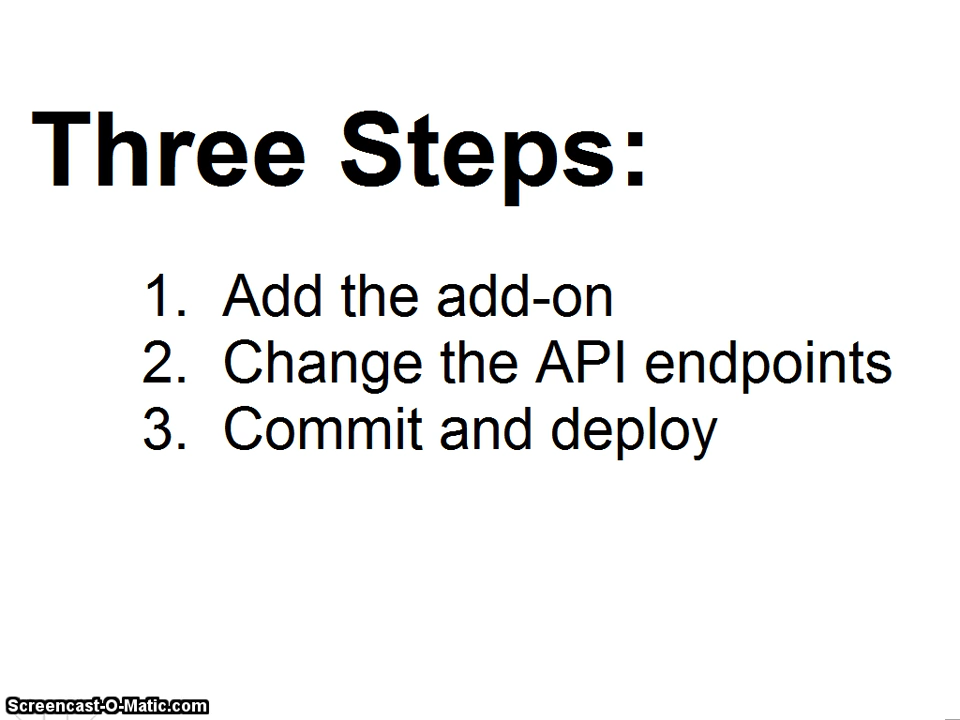 Three Steps:
1. Add the add-on
2. Change the API endpoints
3. Commit and deploy
Screencast-O-Matic.com